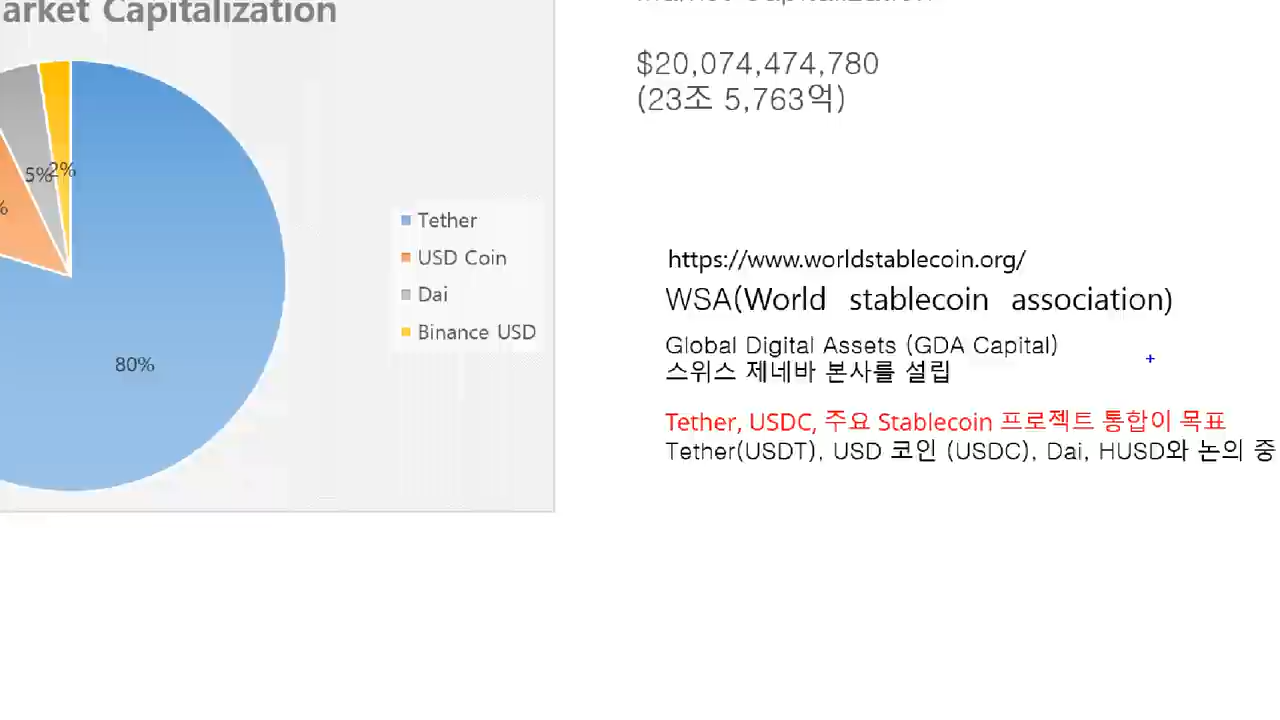 arket Capitalization
$20,074,474,780
(23조 5,763억)
5%
2%
%
80%
Tether
USD Coin
Dai
Binance USD
https://www.worldstablecoin.org/
WSA(World stablecoin association)
Global Digital Assets (GDA Capital)
스위스 제네바 본사를 설립
Tether, USDC, 주요 Stablecoin 프로젝트 통합이 목표
Tether(USDT), USD 코인 (USDC), Dai, HUSD와 논의 중